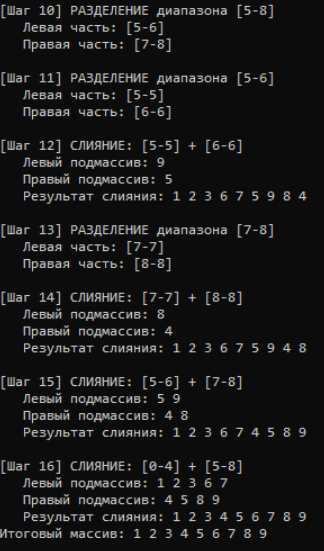 [Шаг 10] РАЗДЕЛЕНИЕ диапазона [5-8]
Левая часть: [5-6]
Правая часть: [7-8]
[Шаг 11] РАЗДЕЛЕНИЕ диапазона [5-6]
Левая часть: [5-5]
Правая часть: [6-6]
[Шаг 12] СЛИЯНИЕ: [5-5] + [6-6]
Левый подмассив: 9
Правый подмассив: 5
Результат слияния: 1 2 3 6 7 5 9 8 4
[Шаг 13] РАЗДЕЛЕНИЕ диапазона [7-8]
Левая часть: [7-7]
Правая часть: [8-8]
[Шаг 14] СЛИЯНИЕ: [7-7] + [8-8]
Левый подмассив: 8
Правый подмассив: 4
Результат слияния: 1 2 3 6 7 5 9 4 8
[Шаг 15] СЛИЯНИЕ: [5-6] + [7-8]
Левый подмассив: 5 9
Правый подмассив: 4 8
Результат слияния: 1 2 3 6 7 4 5 8 9
[Шаг 16] СЛИЯНИЕ: [0-4] + [5-8]
Левый подмассив: 1 2 3 6 7
Правый подмассив: 4 5 8 9
Результат слияния: 1 2 3 4 5 6 7 8 9
Итоговый массив: 1 2 3 4 5 6 7 8 9